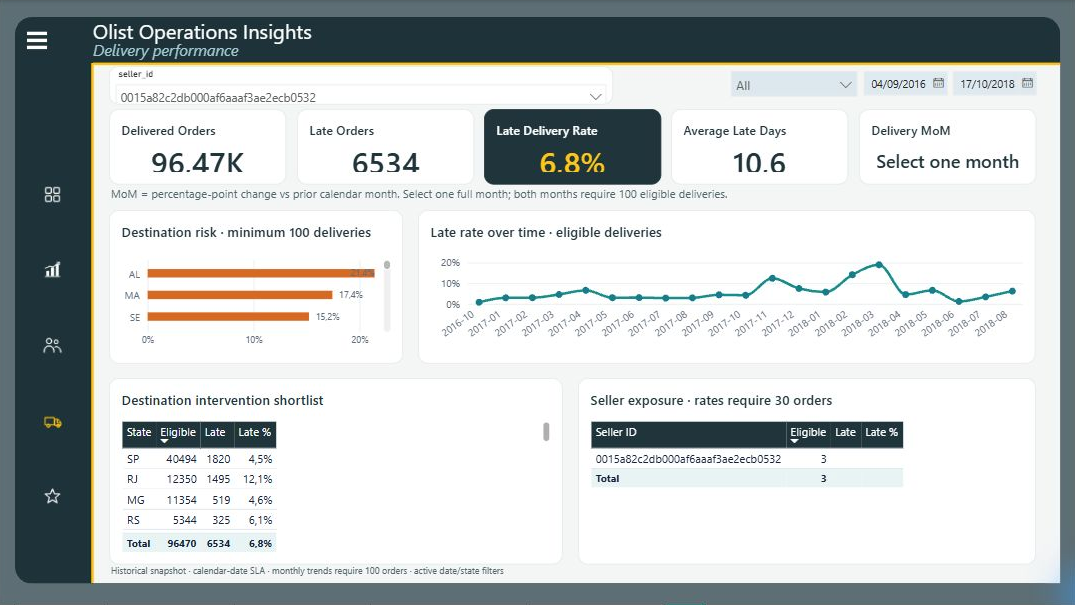 Olist Operations Insights
Delivery performance
seller_id
0015a82c2db000af6aaaf3ae2ecb0532
All
04/09/2016
17/10/2018
Delivered Orders
96.47K
Late Orders
6534
Late Delivery Rate
6.8%
Average Late Days
10.6
Delivery MoM
Select one month
MoM = percentage-point change vs prior calendar month. Select one full month; both months require 100 eligible deliveries.
Destination risk · minimum 100 deliveries
AL
MA 17,4%
SE 15,2%
0% 10% 20%
Late rate over time · eligible deliveries
20%
10%
0%
2016-10 2017-01 2017-02 2017-03 2017-04 2017-05 2017-06 2017-07 2017-08 2017-09 2017-10 2017-11 2017-12 2018-01 2018-02 2018-03 2018-04 2018-05 2018-06 2018-07 2018-08
Destination intervention shortlist
State Eligible Late Late %
SP 40494 1820 4,5%
RJ 12350 1495 12,1%
MG 11354 519 4,6%
RS 5344 325 6,1%
Total 96470 6534 6,8%
Seller exposure · rates require 30 orders
Seller ID Eligible Late Late %
0015a82c2db000af6aaaf3ae2ecb0532 3
Total 3
Historical snapshot · calendar-date SLA · monthly trends require 100 orders · active date/state filters